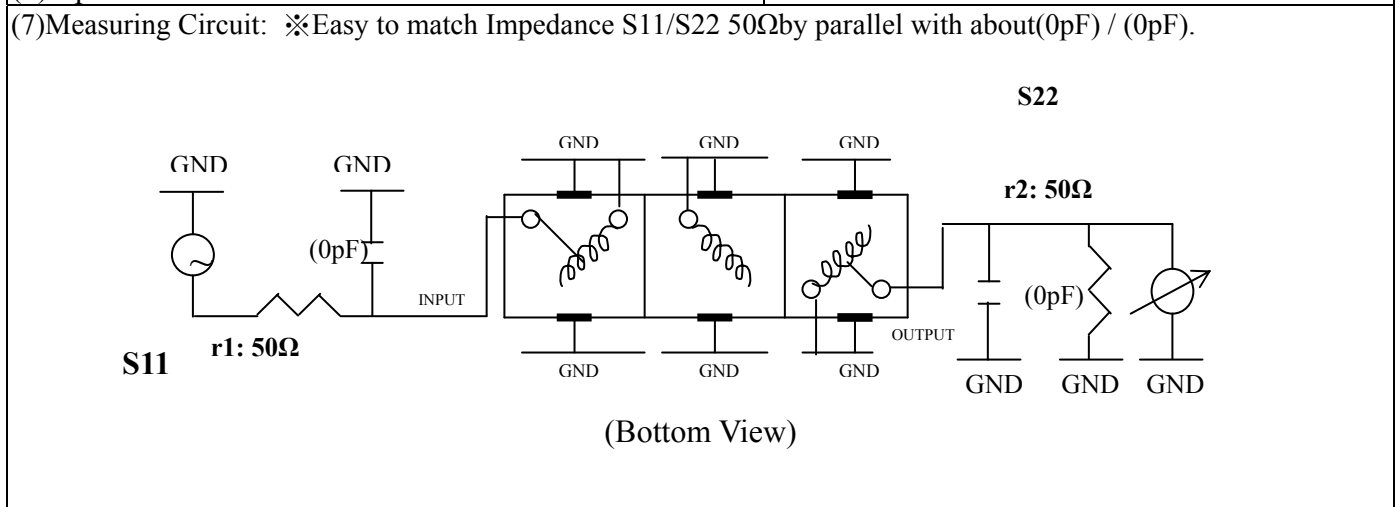 (7)Measuring Circuit: ※Easy to match Impedance S11/S22 50Ωby parallel with about(0pF) / (0pF).
S22
GND GND GND GND GND
r2: 50Ω
(0pF) (0pF)
INPUT
OUTPUT
S11 r1: 50Ω
GND GND GND GND GND GND
(Bottom View)